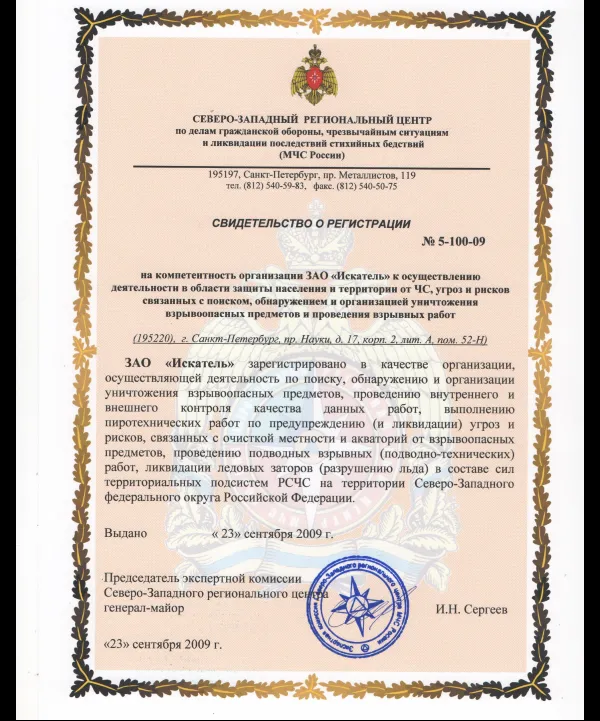 СЕВЕРО-ЗАПАДНЫЙ РЕГИОНАЛЬНЫЙ ЦЕНТР
по делам гражданской обороны, чрезвычайным ситуациям
и ликвидации последствий стихийных бедствий
(МЧС России)
195197, Санкт-Петербург, пр. Металлистов, 119
тел. (812) 540-59-83, факс. (812) 540-50-75
СВИДЕТЕЛЬСТВО О РЕГИСТРАЦИИ
№ 5-100-09
на компетентность организации ЗАО «Искатель» к осуществлению
деятельности в области защиты населения и территории от ЧС, угроз и рисков
связанных с поиском, обнаружением и организацией уничтожения
взрывоопасных предметов и проведения взрывных работ
(195220), г. Санкт-Петербург, пр. Науки, д. 17, корп. 2, лит. А, пом. 52-Н)
ЗАО «Искатель» зарегистрировано в качестве организации,
осуществляющей деятельность по поиску, обнаружению и организации
уничтожения взрывоопасных предметов, проведению внутреннего и
внешнего контроля качества данных работ, выполнению
пиротехнических работ по предупреждению (и ликвидации) угроз и
рисков, связанных с очисткой местности и акваторий от взрывоопасных
предметов, проведению подводных взрывных (подводно-технических)
работ, ликвидации ледовых заторов (разрушению льда) в составе сил
территориальных подсистем РСЧС на территории Северо-Западного
федерального округа Российской Федерации.
Выдано « 23» сентября 2009 г.
Председатель экспертной комиссии
Северо-Западного регионального центра
генерал-майор И.Н. Сергеев
Экспертная комиссия Северо-Западного регионального центра МЧС России
«23» сентября 2009 г.